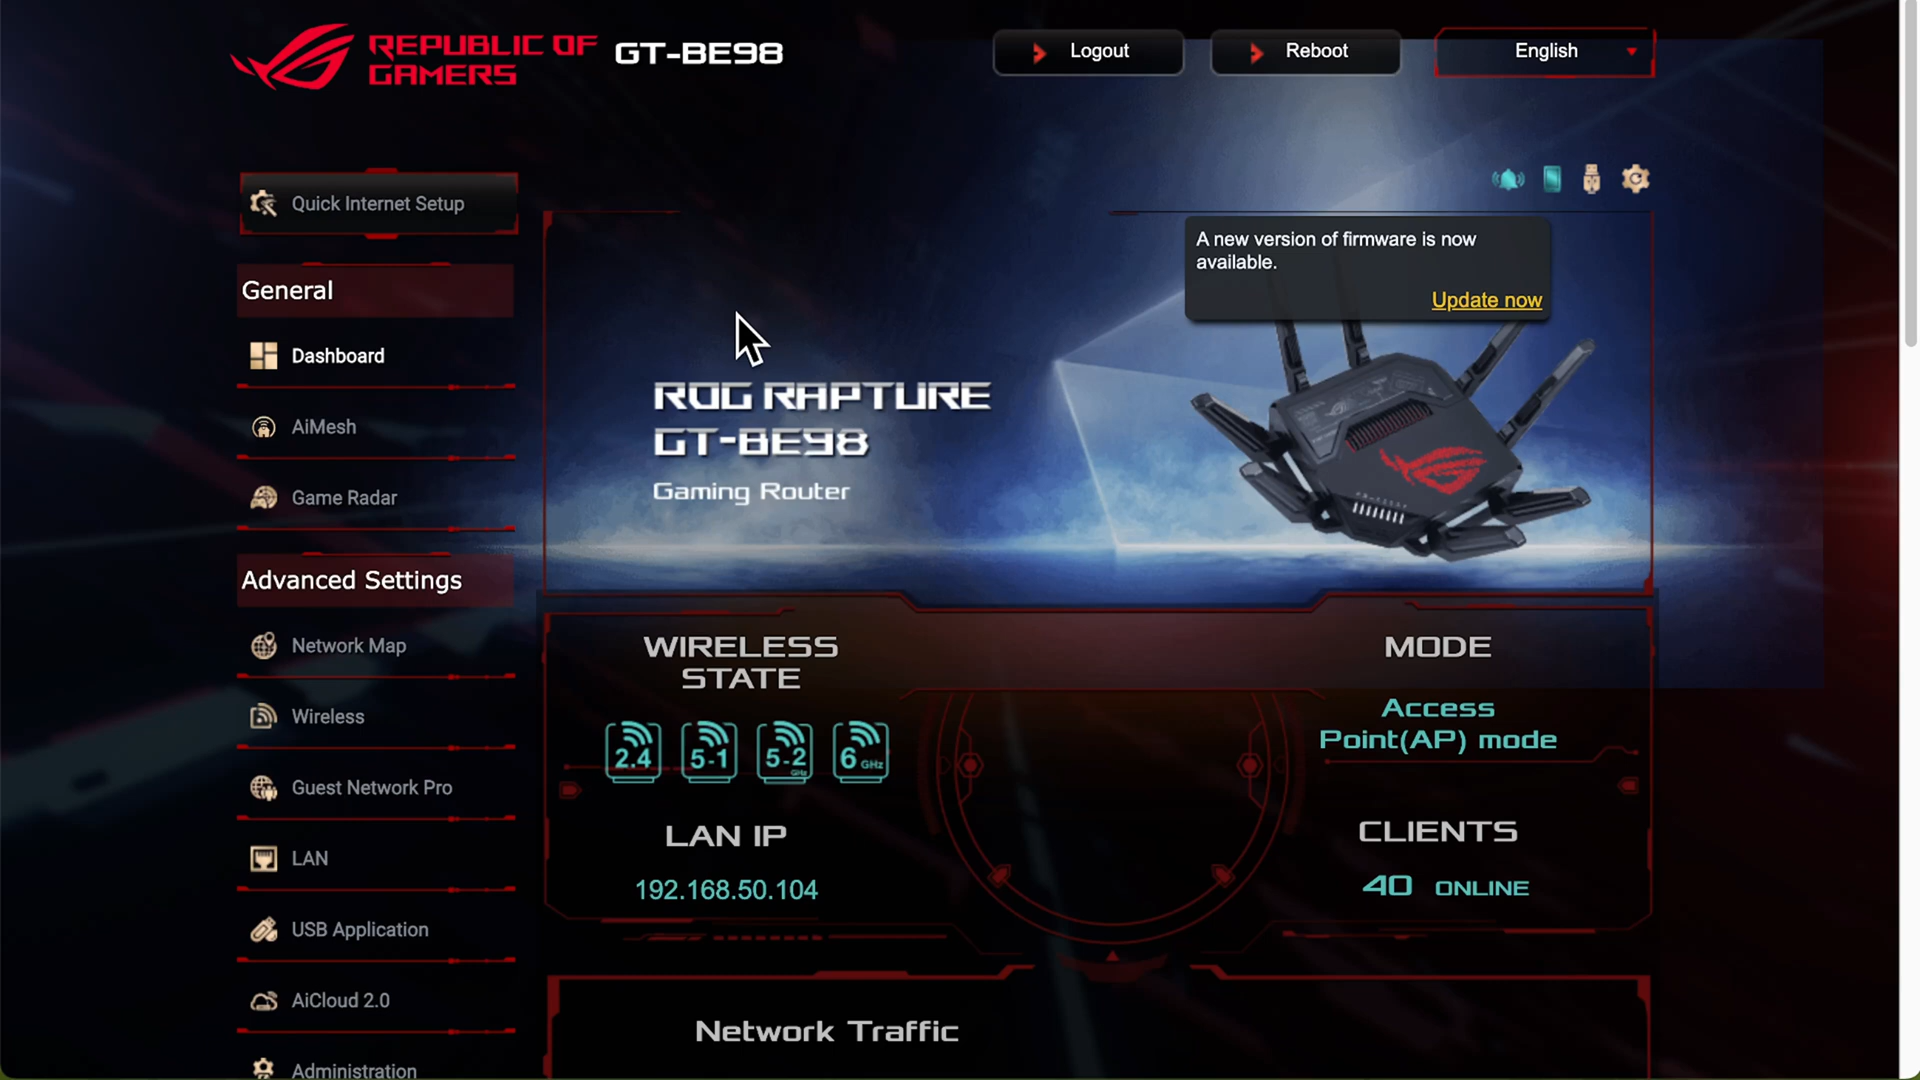 REPUBLIC OF
GAMERS
GT-BE98
Logout
Reboot
English
Quick Internet Setup
General
Dashboard
AiMesh
Game Radar
Advanced Settings
Network Map
Wireless
Guest Network Pro
LAN
USB Application
AiCloud 2.0
Administration
A new version of firmware is now
available.
Update now
ROG RAPTURE
GT-BE98
Gaming Router
WIRELESS
STATE
2.4
5-1
5-2 GHz
6 GHz
LAN IP
192.168.50.104
MODE
Access
Point(AP) mode
CLIENTS
40 ONLINE
Network Traffic